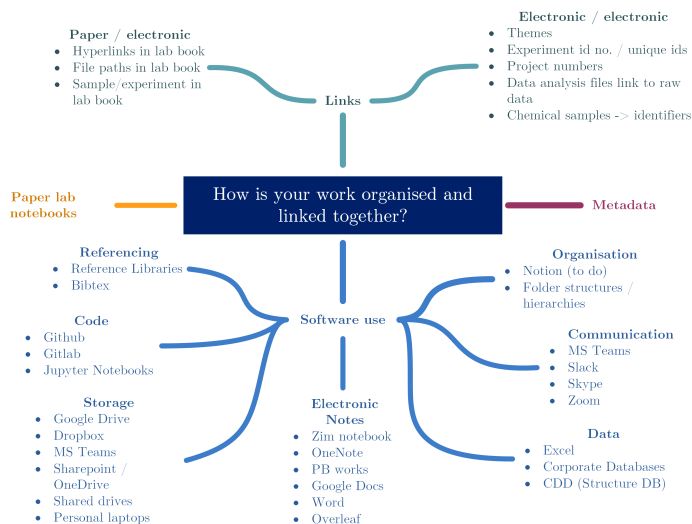 Paper / electronic
• Hyperlinks in lab book
• File paths in lab book
• Sample/experiment in
lab book
Electronic / electronic
• Themes
• Experiment id no. / unique ids
• Project numbers
• Data analysis files link to raw
data
• Chemical samples -> identifiers
Links
Paper lab
notebooks
How is your work organised and
linked together?
Metadata
Referencing
• Reference Libraries
• Bibtex
Code
• Github
• Gitlab
• Jupyter Notebooks
Storage
• Google Drive
• Dropbox
• MS Teams
• Sharepoint /
OneDrive
• Shared drives
• Personal laptops
Software use
Electronic
Notes
• Zim notebook
• OneNote
• PB works
• Google Docs
• Word
• Overleaf
Organisation
• Notion (to do)
• Folder structures /
hierarchies
Communication
• MS Teams
• Slack
• Skype
• Zoom
Data
• Excel
• Corporate Databases
• CDD (Structure DB)